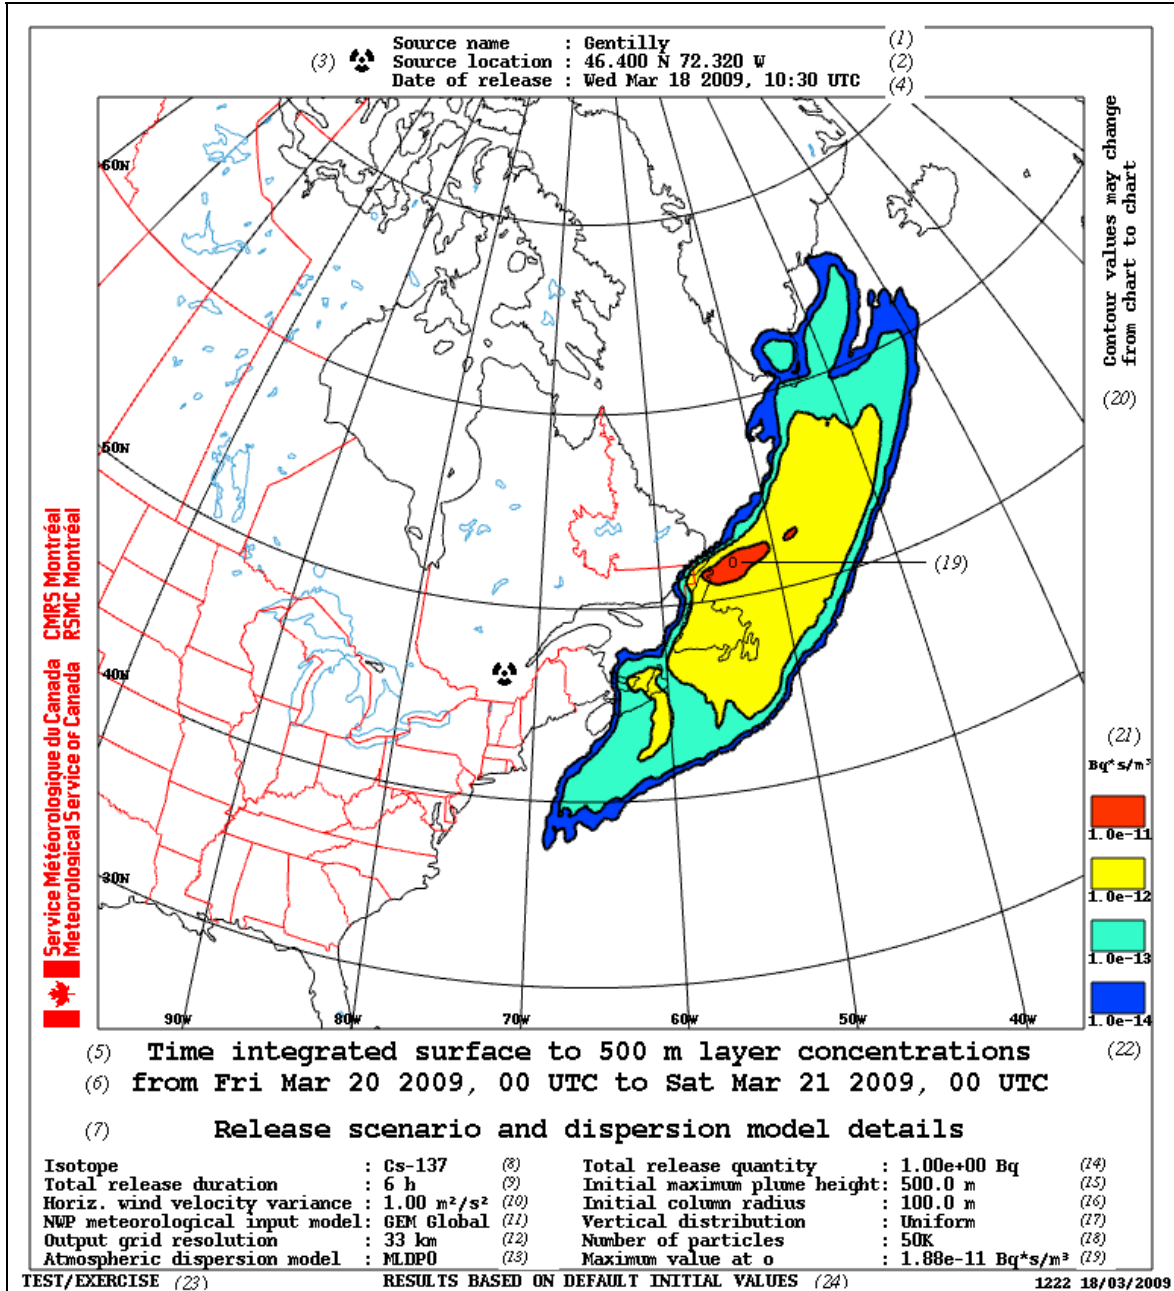 Source name : Gentilly (1)
(3) Source location : 46.400 N 72.320 W (2)
Date of release : Wed Mar 18 2009, 10:30 UTC (4)
Contour values may change
from chart to chart
(20)
60N
50N
40N
30N
90W 80W 70W 60W 50W 40W
o
(19)
CMRS Montréal
RSMC Montréal
Service Météorologique du Canada
Meteorological Service of Canada
(21)
Bq*s/m³
1.0e-11
1.0e-12
1.0e-13
1.0e-14
(22)
(5) Time integrated surface to 500 m layer concentrations
(6) from Fri Mar 20 2009, 00 UTC to Sat Mar 21 2009, 00 UTC
(7) Release scenario and dispersion model details
Isotope : Cs-137 (8)
Total release duration : 6 h (9)
Horiz. wind velocity variance : 1.00 m²/s² (10)
NWP meteorological input model: GEM Global (11)
Output grid resolution : 33 km (12)
Atmospheric dispersion model : MLDP0 (13)
Total release quantity : 1.00e+00 Bq (14)
Initial maximum plume height: 500.0 m (15)
Initial column radius : 100.0 m (16)
Vertical distribution : Uniform (17)
Number of particles : 50K (18)
Maximum value at o : 1.88e-11 Bq*s/m³ (19)
TEST/EXERCISE (23) RESULTS BASED ON DEFAULT INITIAL VALUES (24) 1222 18/03/2009